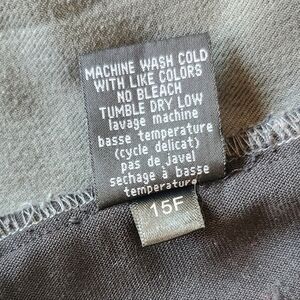 MACHINE WASH COLD
WITH LIKE COLORS
NO BLEACH
TUMBLE DRY LOW
lavage machine
basse temperature
(cycle delicat)
pas de javel
sechage à basse
temperature
15F